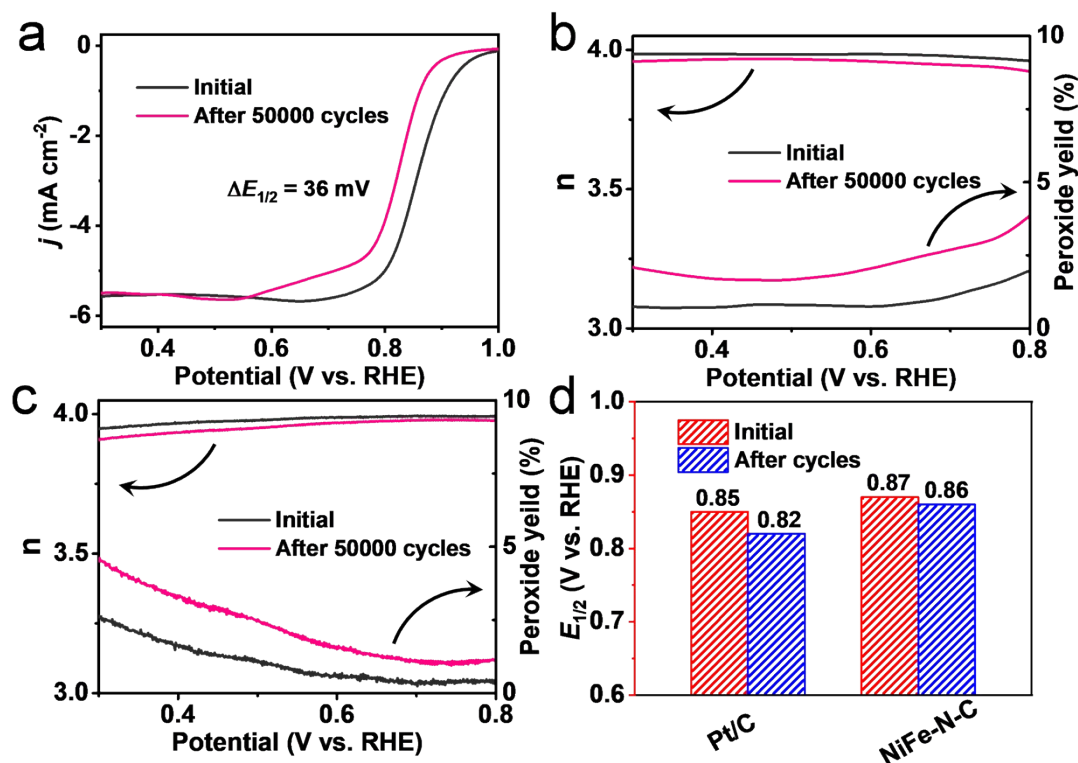 a
0
-2
-4
-6
j (mA cm-2)
Initial
After 50000 cycles
ΔE1/2 = 36 mV
0.4 0.6 0.8 1.0
Potential (V vs. RHE)
b
4.0
3.5
3.0
n
Initial
After 50000 cycles
10
5
0
Peroxide yeild (%)
0.4 0.6 0.8
Potential (V vs. RHE)
c
4.0
3.5
3.0
n
Initial
After 50000 cycles
10
5
0
Peroxide yeild (%)
0.4 0.6 0.8
Potential (V vs. RHE)
d
1.0
0.9
0.8
0.7
0.6
E1/2 (V vs. RHE)
Initial
After cycles
0.85 0.82 0.87 0.86
Pt/C NiFe-N-C